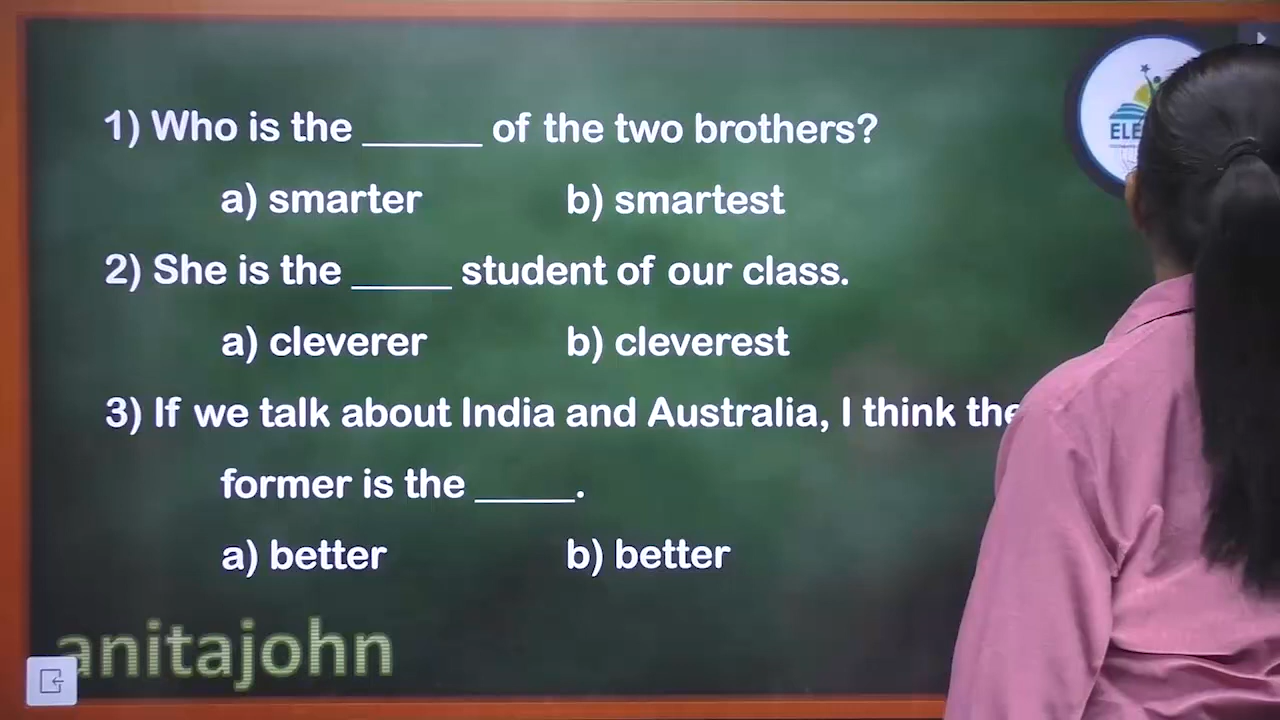 1) Who is the ______ of the two brothers?
a) smarter b) smartest
2) She is the _____ student of our class.
a) cleverer b) cleverest
3) If we talk about India and Australia, I think the
former is the _____.
a) better b) better
anitajohn